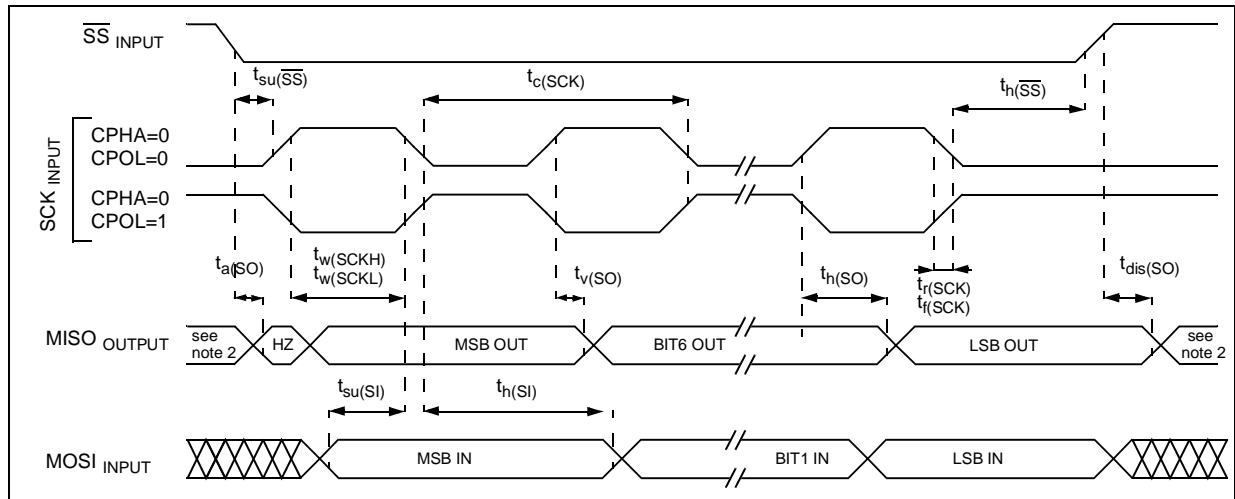 SS INPUT
tsu(SS)
tc(SCK)
th(SS)
SCK INPUT
CPHA=0
CPOL=0
CPHA=0
CPOL=1
ta(SO)
tw(SCKH)
tw(SCKL)
tv(SO)
th(SO)
tr(SCK)
tf(SCK)
tdis(SO)
MISO OUTPUT
see
note 2
HZ
MSB OUT
BIT6 OUT
LSB OUT
see
note 2
tsu(SI)
th(SI)
MOSI INPUT
MSB IN
BIT1 IN
LSB IN